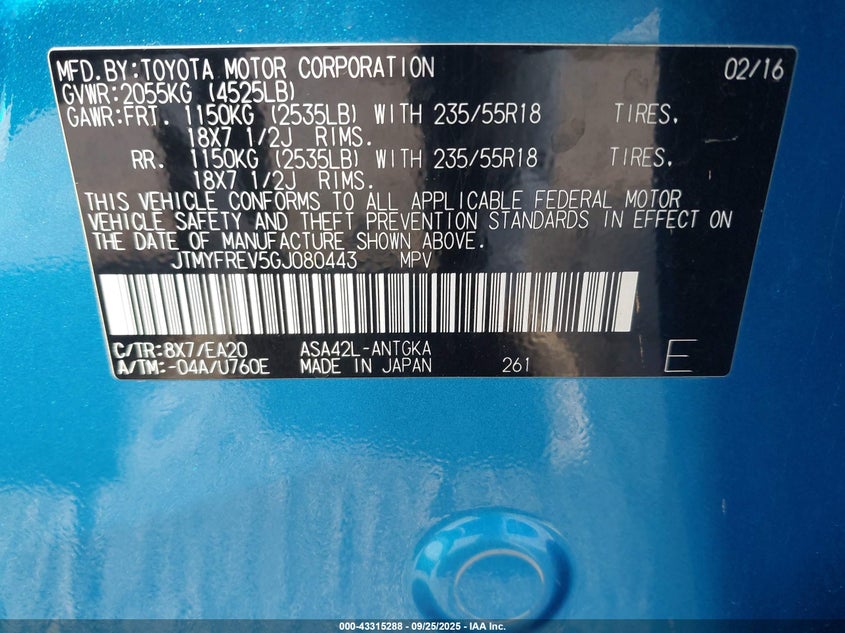 MFD.BY:TOYOTA MOTOR CORPORATION 02/16
GVWR:2055KG (4525LB)
GAWR:FRT. 1150KG (2535LB) WITH 235/55R18 TIRES,
18X7 1/2J RIMS.
RR. 1150KG (2535LB) WITH 235/55R18 TIRES,
18X7 1/2J RIMS.
THIS VEHICLE CONFORMS TO ALL APPLICABLE FEDERAL MOTOR
VEHICLE SAFETY AND THEFT PREVENTION STANDARDS IN EFFECT ON
THE DATE OF MANUFACTURE SHOWN ABOVE.
JTMYFREV5GJ080443 MPV
C/TR:8X7/EA20 ASA42L-ANTGKA
A/TM:-04A/U760E MADE IN JAPAN 261 E
000-43315288 - 09/25/2025 - IAA Inc.